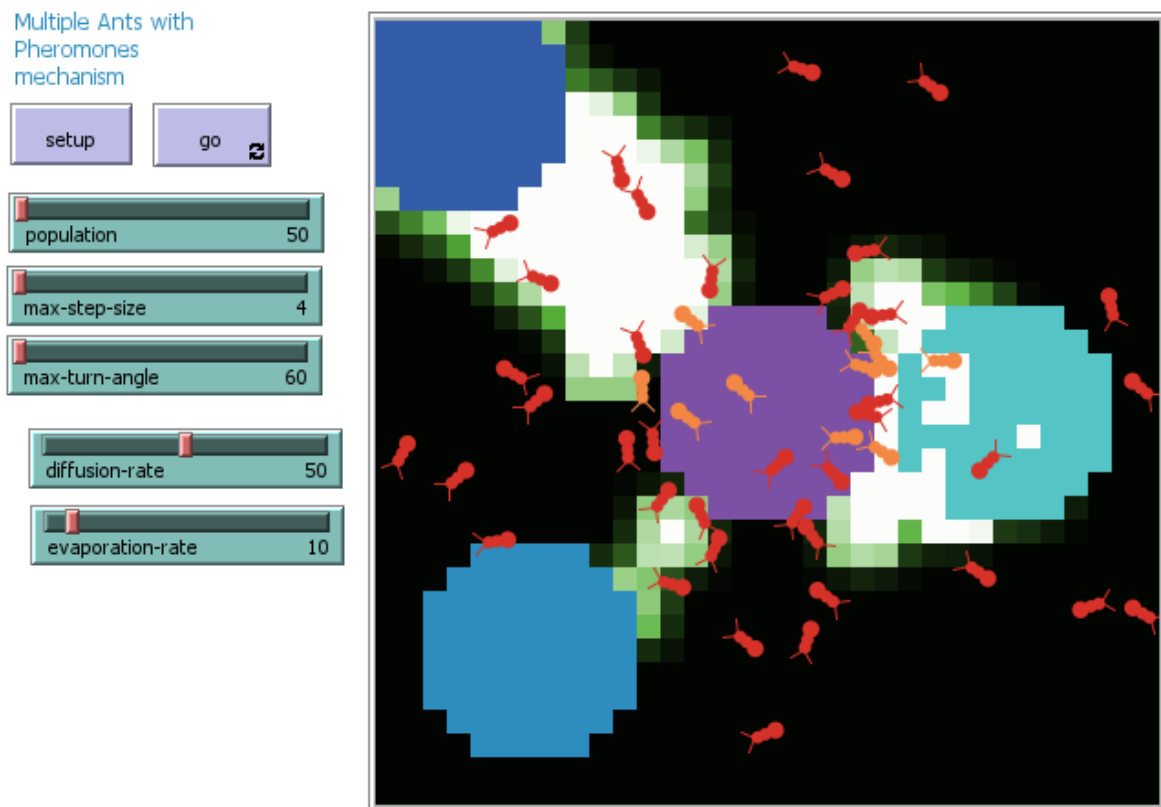 Multiple Ants with
Pheromones
mechanism
setup
go
population 50
max-step-size 4
max-turn-angle 60
diffusion-rate 50
evaporation-rate 10